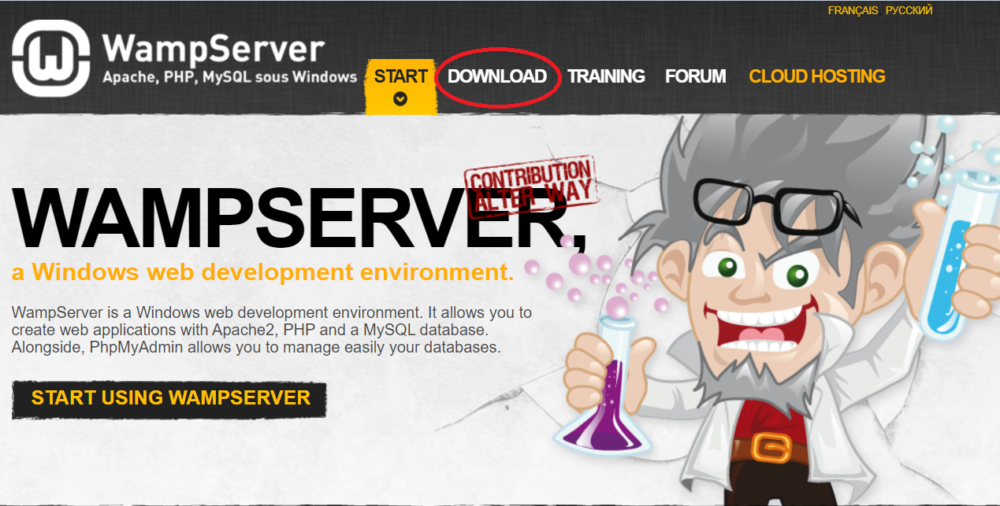 FRANÇAIS РУССКИЙ
WampServer
Apache, PHP, MySQL sous Windows
START DOWNLOAD TRAINING FORUM CLOUD HOSTING
CONTRIBUTION
ALTER WAY
WAMPSERVER,
a Windows web development environment.
WampServer is a Windows web development environment. It allows you to
create web applications with Apache2, PHP and a MySQL database.
Alongside, PhpMyAdmin allows you to manage easily your databases.
START USING WAMPSERVER